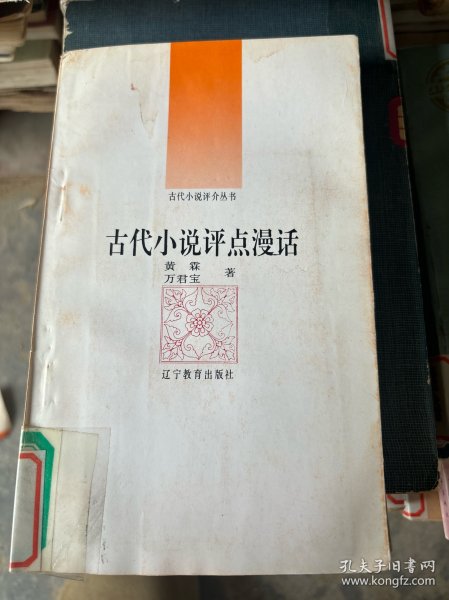 古代小说评介丛书
古代小说评点漫话
黄霖
万君宝 著
辽宁教育出版社
孔夫子旧书网
www.kongfz.com